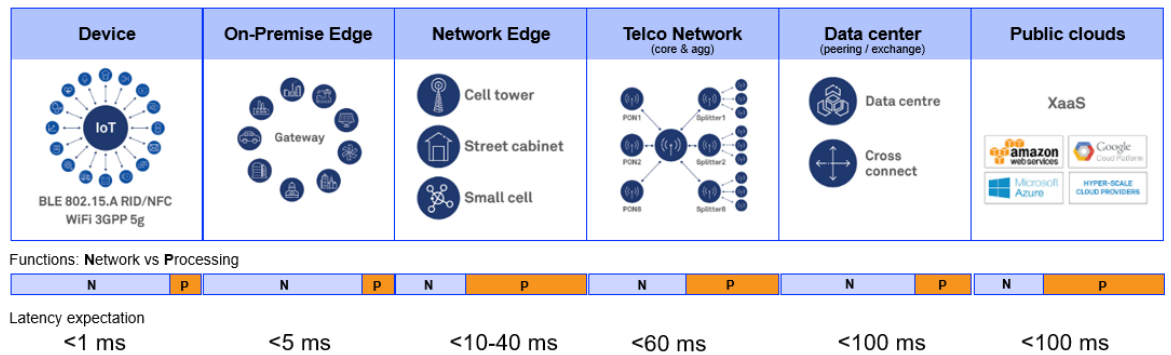 Device
On-Premise Edge
Network Edge
Telco Network
(core & agg)
Data center
(peering / exchange)
Public clouds
IoT
BLE 802.15.A RID/NFC
WiFi 3GPP 5g
Gateway
Cell tower
Street cabinet
Small cell
PON1
Splitter1
PON2
Splitter2
PON8
Splitter8
Data centre
Cross
connect
XaaS
amazon
web services
Google
Cloud Platform
Microsoft
Azure
HYPER-SCALE
CLOUD PROVIDERS
Functions: Network vs Processing
N P N P N P N P N P N P
Latency expectation
<1 ms <5 ms <10-40 ms <60 ms <100 ms <100 ms